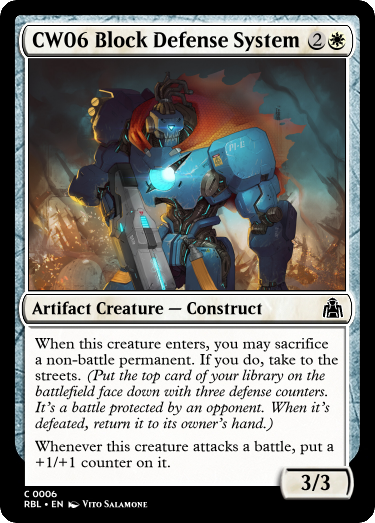 CW06 Block Defense System 2
Artifact Creature — Construct
When this creature enters, you may sacrifice
a non-battle permanent. If you do, take to the
streets. (Put the top card of your library on the
battlefield face down with three defense counters.
It's a battle protected by an opponent. When it's
defeated, return it to its owner's hand.)
Whenever this creature attacks a battle, put a
+1/+1 counter on it.
3/3
C 0006
RBL • EN Vito Salamone